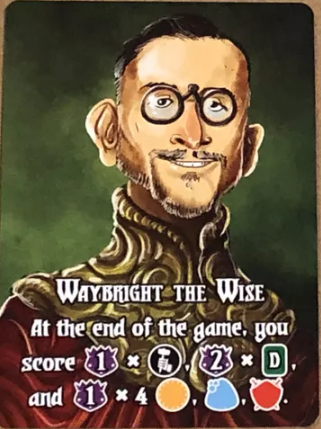 Waybright the Wise
At the end of the game, you
score 1 × , 2 × D,
and 1 × 4 , , .